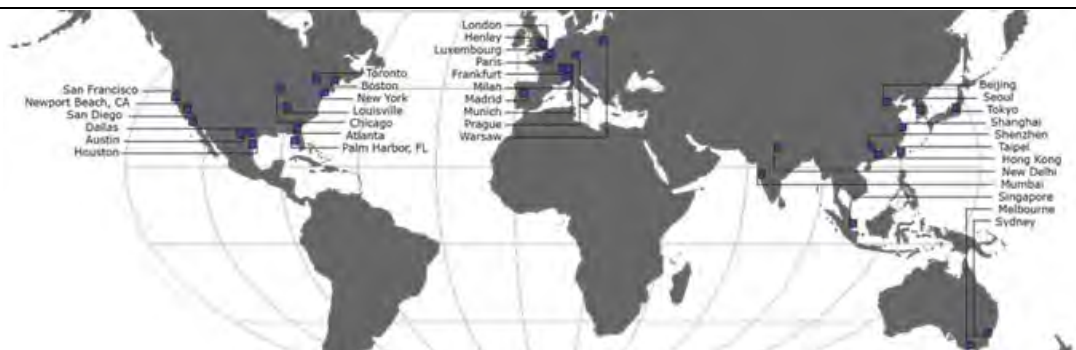 San Francisco
Newport Beach, CA
San Diego
Dallas
Austin
Houston
Toronto
Boston
New York
Louisville
Chicago
Atlanta
Palm Harbor, FL
London
Henley
Luxembourg
Paris
Frankfurt
Milan
Madrid
Munich
Prague
Warsaw
Beijing
Seoul
Tokyo
Shanghai
Shenzhen
Taipei
Hong Kong
New Delhi
Mumbai
Singapore
Melbourne
Sydney